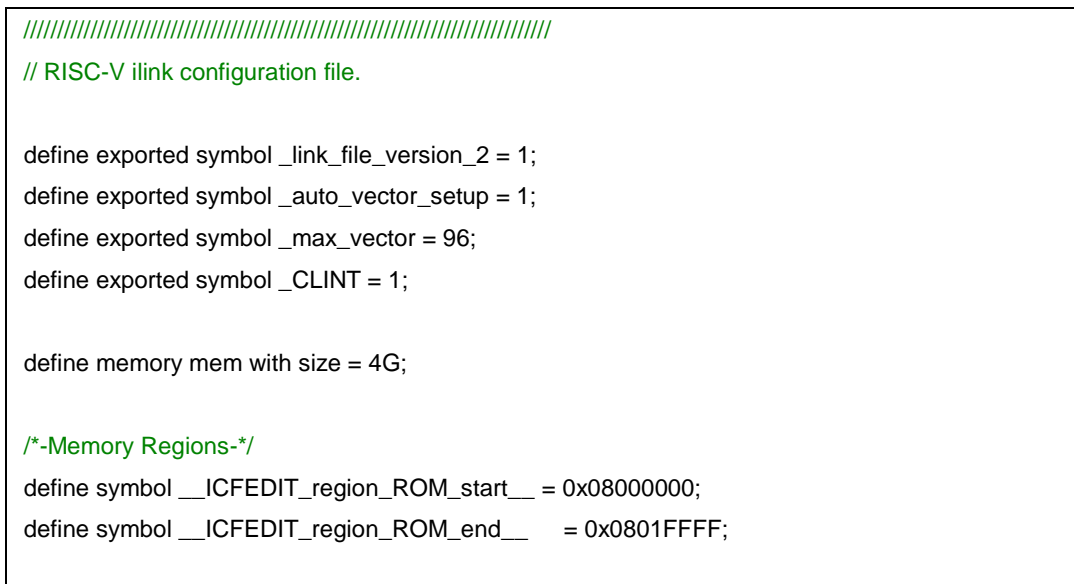 ///////////////////////////////////////////////////////////////////////////////
// RISC-V ilink configuration file.
define exported symbol _link_file_version_2 = 1;
define exported symbol _auto_vector_setup = 1;
define exported symbol _max_vector = 96;
define exported symbol _CLINT = 1;
define memory mem with size = 4G;
/*-Memory Regions-*/
define symbol __ICFEDIT_region_ROM_start__ = 0x08000000;
define symbol __ICFEDIT_region_ROM_end__ = 0x0801FFFF;